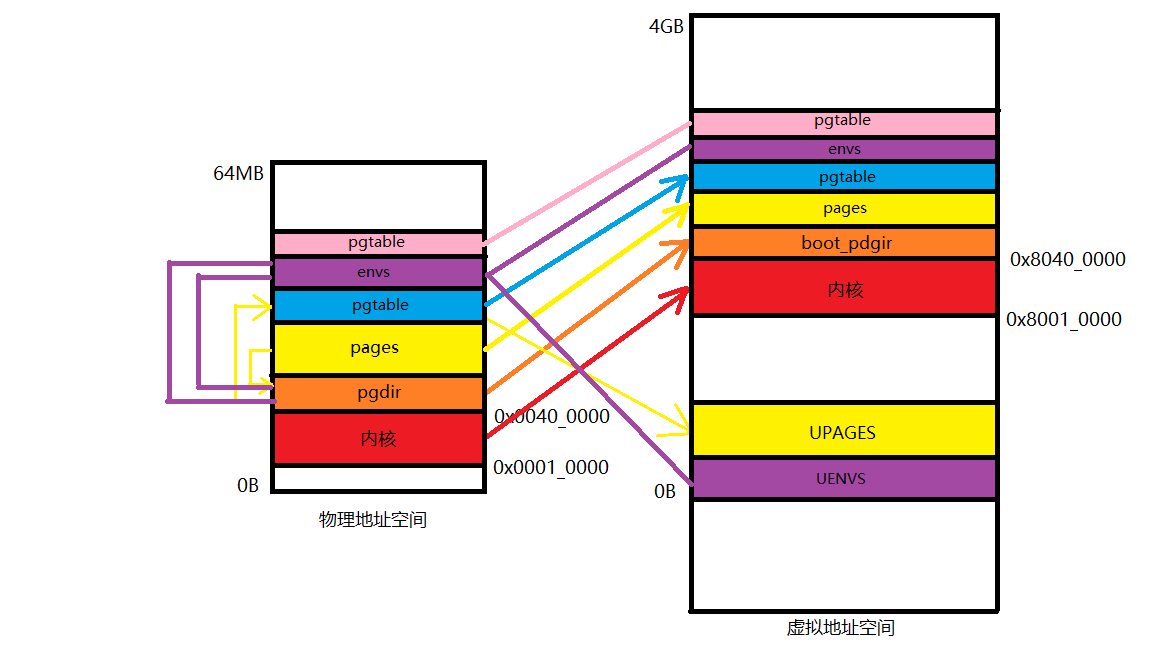 4GB
pgtable
envs
pgtable
pages
boot_pdgir
内核
0x8040_0000
0x8001_0000
UPAGES
UENVS
0B
虚拟地址空间
64MB
pgtable
envs
pgtable
pages
pgdir
内核
0x0040_0000
0x0001_0000
0B
物理地址空间